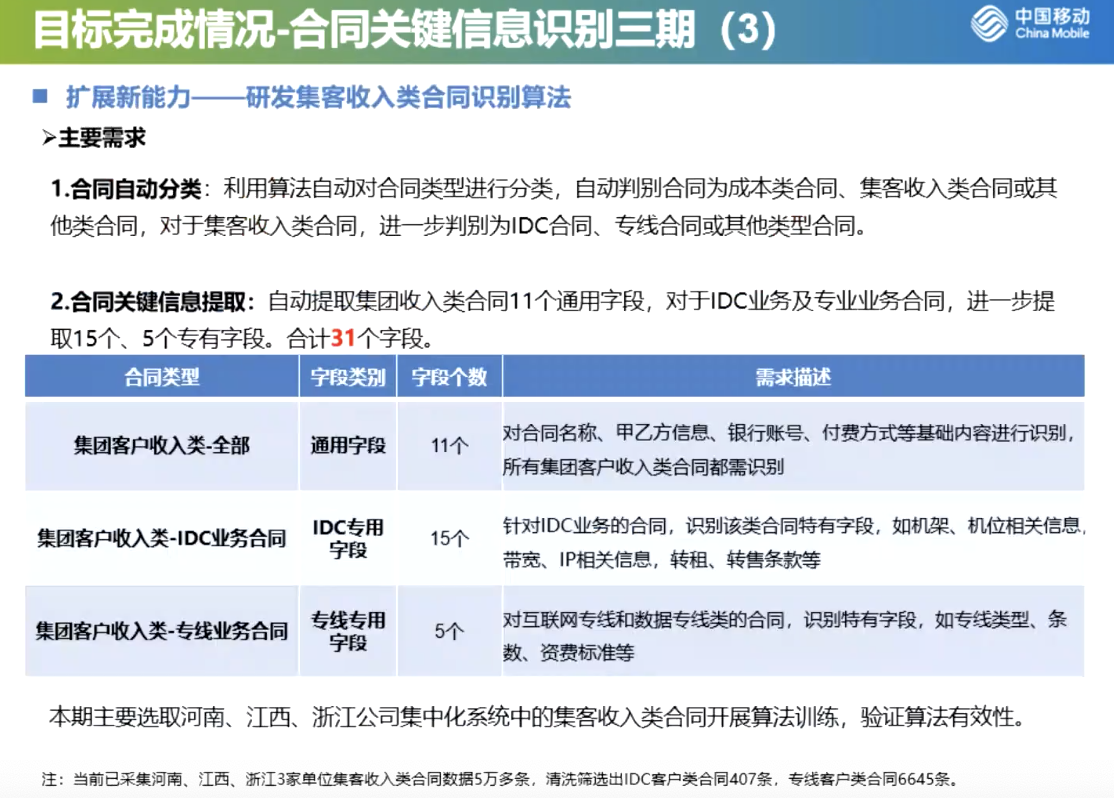 目标完成情况-合同关键信息识别三期（3）
中国移动
China Mobile
■ 扩展新能力——研发集客收入类合同识别算法
➢主要需求
1.合同自动分类：利用算法自动对合同类型进行分类，自动判别合同为成本类合同、集客收入类合同或其
他类合同，对于集客收入类合同，进一步判别为IDC合同、专线合同或其他类型合同。
2.合同关键信息提取：自动提取集团收入类合同11个通用字段，对于IDC业务及专业业务合同，进一步提
取15个、5个专有字段。合计31个字段。
合同类型 字段类别 字段个数 需求描述
集团客户收入类-全部 通用字段 11个
对合同名称、甲乙方信息、银行账号、付费方式等基础内容进行识别，
所有集团客户收入类合同都需识别
集团客户收入类-IDC业务合同
IDC专用
字段
15个
针对IDC业务的合同，识别该类合同特有字段，如机架、机位相关信息，
带宽、IP相关信息，转租、转售条款等
集团客户收入类-专线业务合同
专线专用
字段
5个
对互联网专线和数据专线类的合同，识别特有字段，如专线类型、条
数、资费标准等
本期主要选取河南、江西、浙江公司集中化系统中的集客收入类合同开展算法训练，验证算法有效性。
注：当前已采集河南、江西、浙江3家单位集客收入类合同数据5万多条，清洗筛选出IDC客户类合同407条，专线客户类合同6645条。